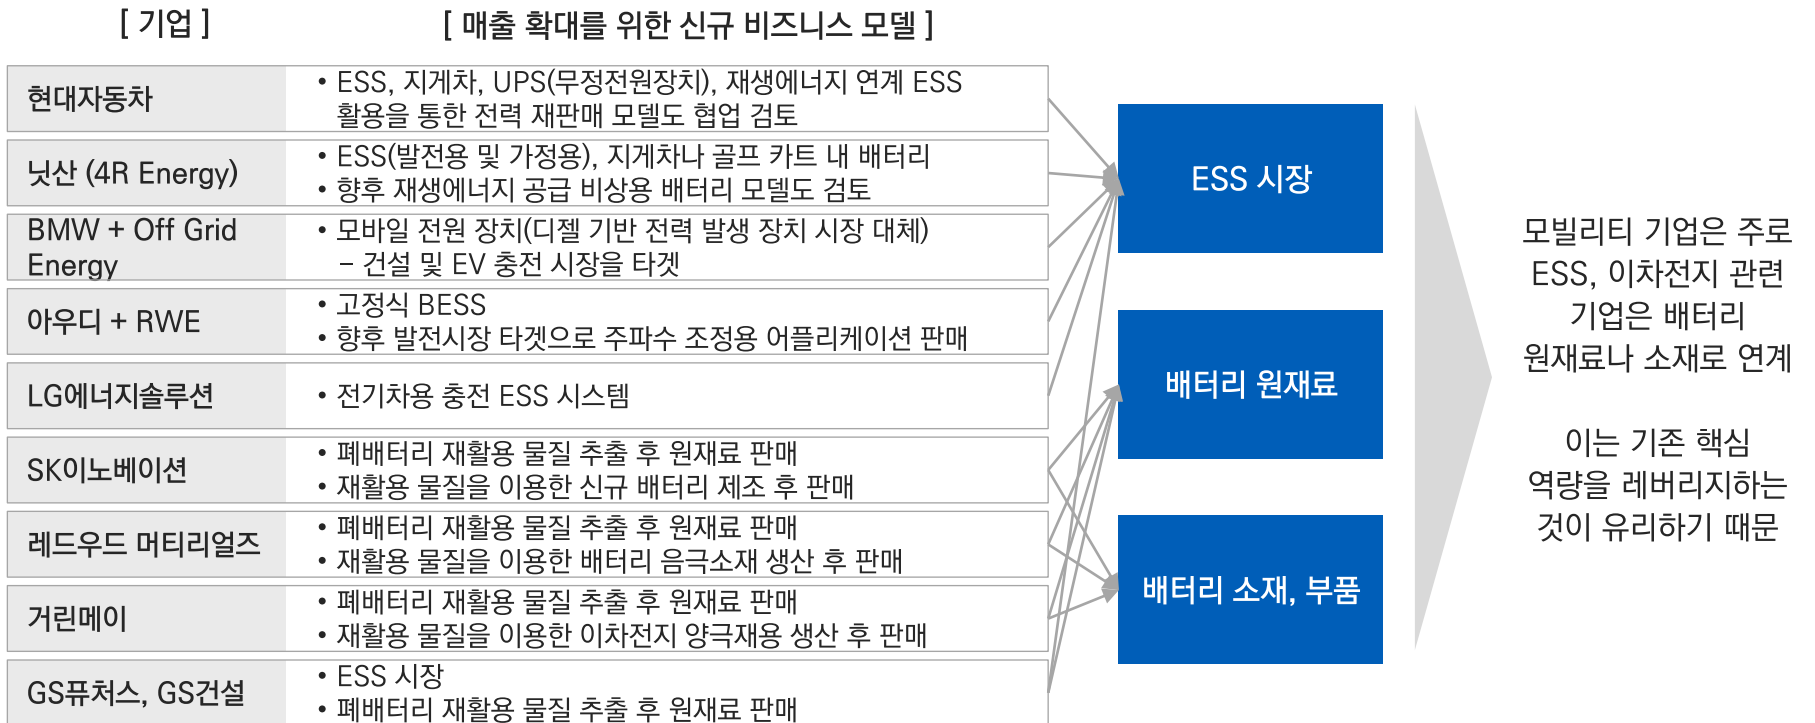 [ 기업 ]
[ 매출 확대를 위한 신규 비즈니스 모델 ]
현대자동차
• ESS, 지게차, UPS(무정전원장치), 재생에너지 연계 ESS
활용을 통한 전력 재판매 모델도 협업 검토
닛산 (4R Energy)
• ESS(발전용 및 가정용), 지게차나 골프 카트 내 배터리
• 향후 재생에너지 공급 비상용 배터리 모델도 검토
BMW + Off Grid
Energy
• 모바일 전원 장치(디젤 기반 전력 발생 장치 시장 대체)
– 건설 및 EV 충전 시장을 타겟
아우디 + RWE
• 고정식 BESS
• 향후 발전시장 타겟으로 주파수 조정용 어플리케이션 판매
LG에너지솔루션
• 전기차용 충전 ESS 시스템
SK이노베이션
• 폐배터리 재활용 물질 추출 후 원재료 판매
• 재활용 물질을 이용한 신규 배터리 제조 후 판매
레드우드 머티리얼즈
• 폐배터리 재활용 물질 추출 후 원재료 판매
• 재활용 물질을 이용한 배터리 음극소재 생산 후 판매
거린메이
• 폐배터리 재활용 물질 추출 후 원재료 판매
• 재활용 물질을 이용한 이차전지 양극재용 생산 후 판매
GS퓨처스, GS건설
• ESS 시장
• 폐배터리 재활용 물질 추출 후 원재료 판매
ESS 시장
배터리 원재료
배터리 소재, 부품
모빌리티 기업은 주로
ESS, 이차전지 관련
기업은 배터리
원재료나 소재로 연계
이는 기존 핵심
역량을 레버리지하는
것이 유리하기 때문